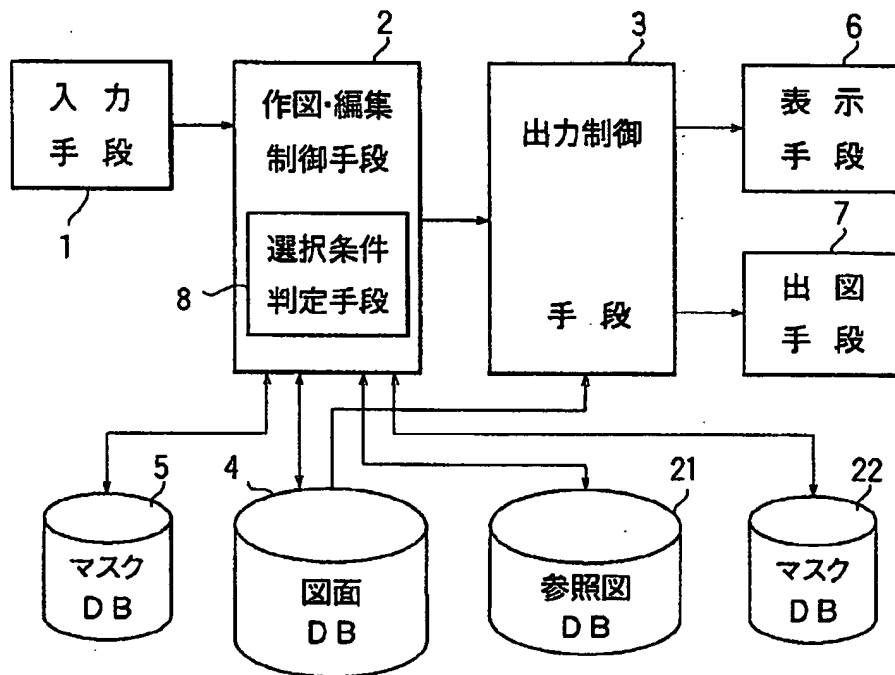 2
3
6
入力
手段
1
作図・編集
制御手段
8
選択条件
判定手段
出力制御
手段
表示
手段
7
出図
手段
5
マスク
DB
4
図面
DB
21
参照図
DB
22
マスク
DB